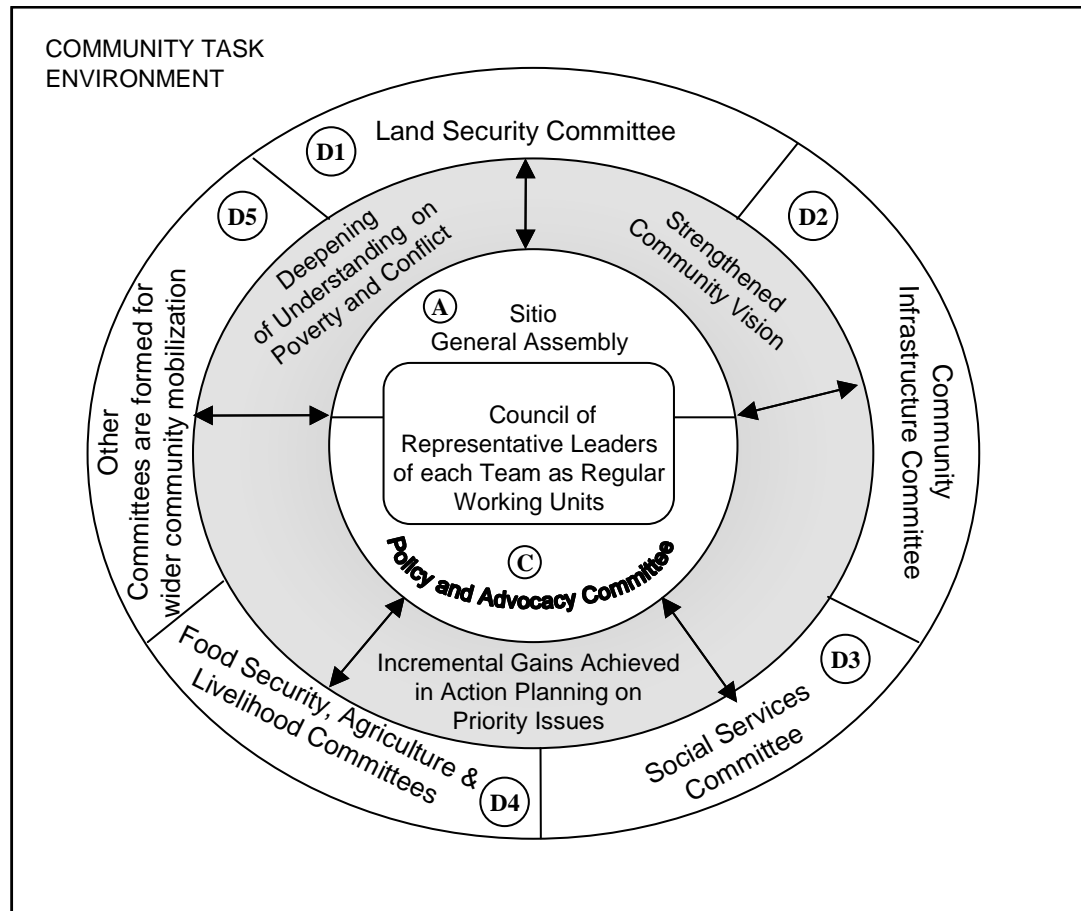 COMMUNITY TASK
ENVIRONMENT
D1
Land Security Committee
D2
Community
Infrastructure Committee
D3
Social Services
Committee
D4
Food Security, Agriculture &
Livelihood Committees
D5
Other
Committees are formed for
wider community mobilization
Deepening
of Understanding on
Poverty and Conflict
Strengthened
Community Vision
Incremental Gains Achieved
in Action Planning on
Priority Issues
A
Sitio
General Assembly
Council of
Representative Leaders
of each Team as Regular
Working Units
C
Policy and Advocacy Committee